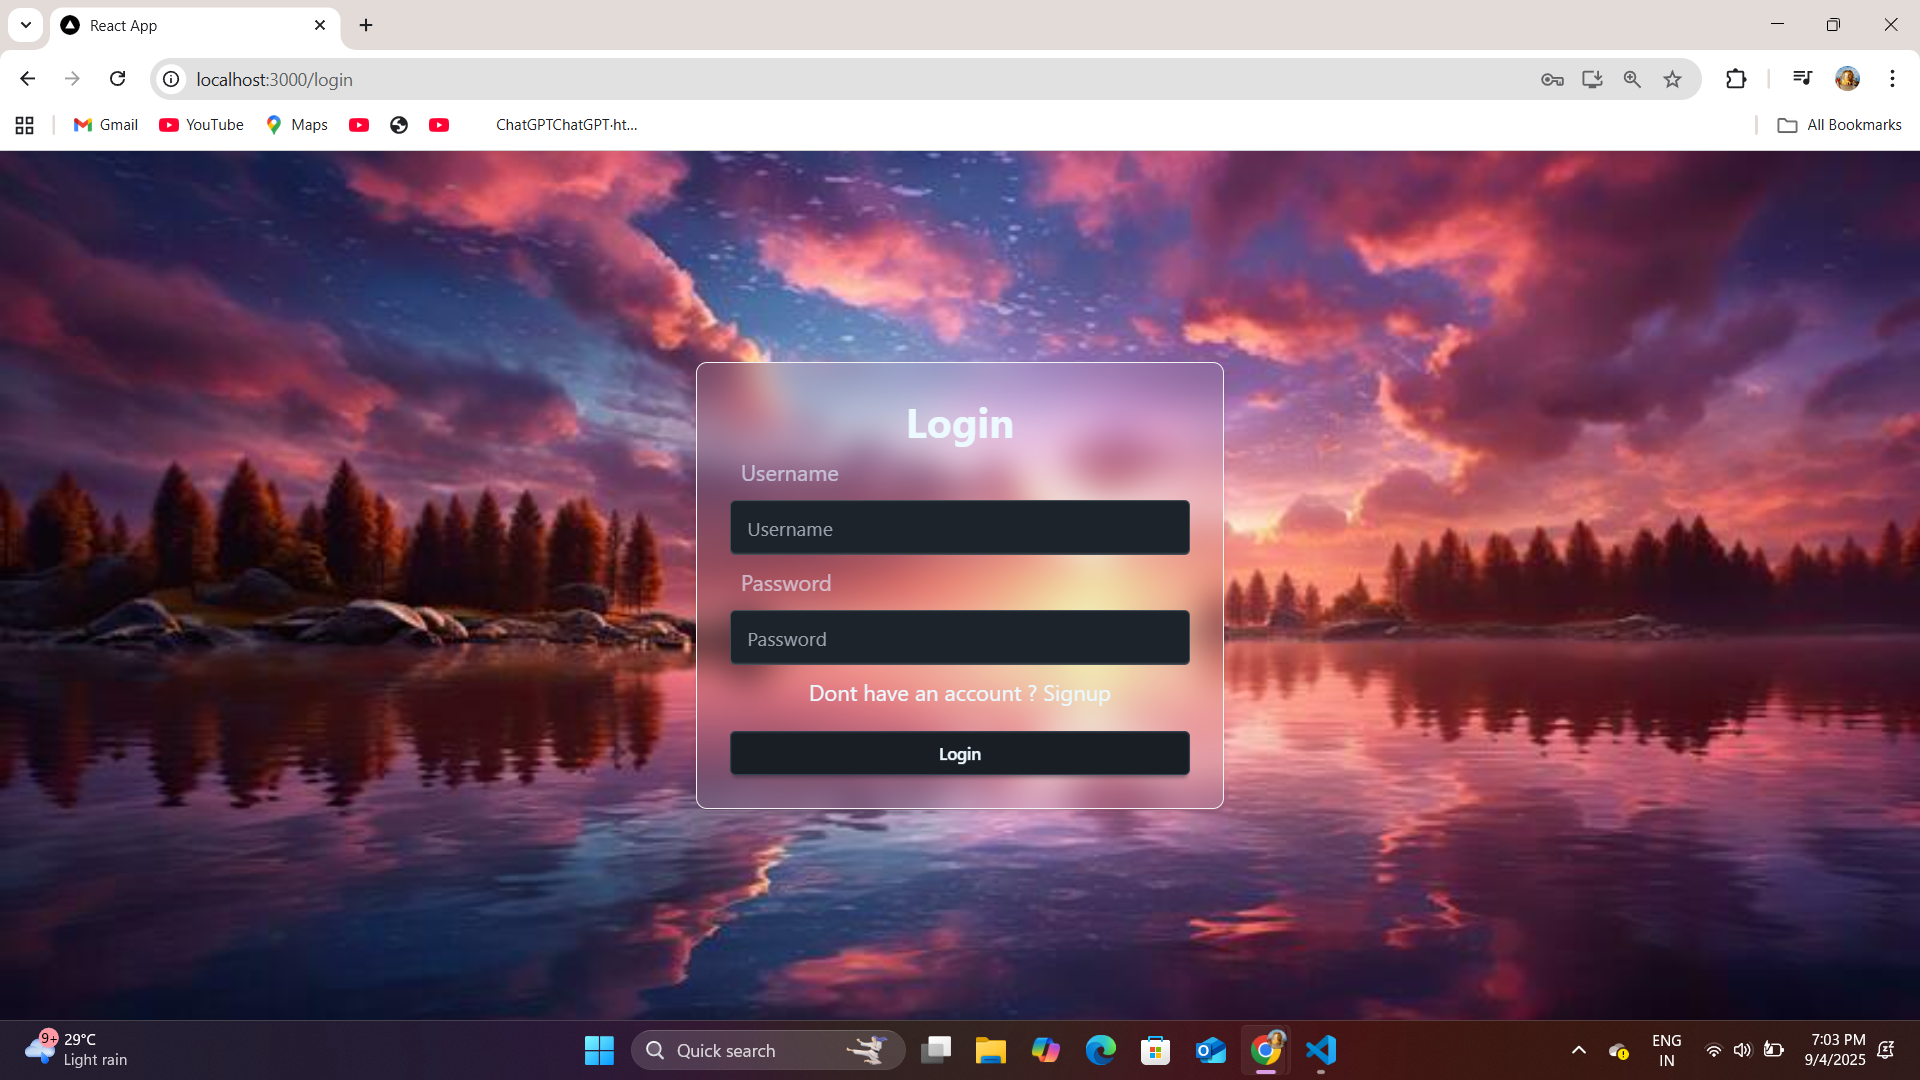 React App
localhost:3000/login
Gmail
YouTube
Maps
ChatGPTChatGPT·ht...
All Bookmarks
Login
Username
Username
Password
Password
Dont have an account ? Signup
Login
9+
29°C
Light rain
Quick search
ENG
IN
7:03 PM
9/4/2025